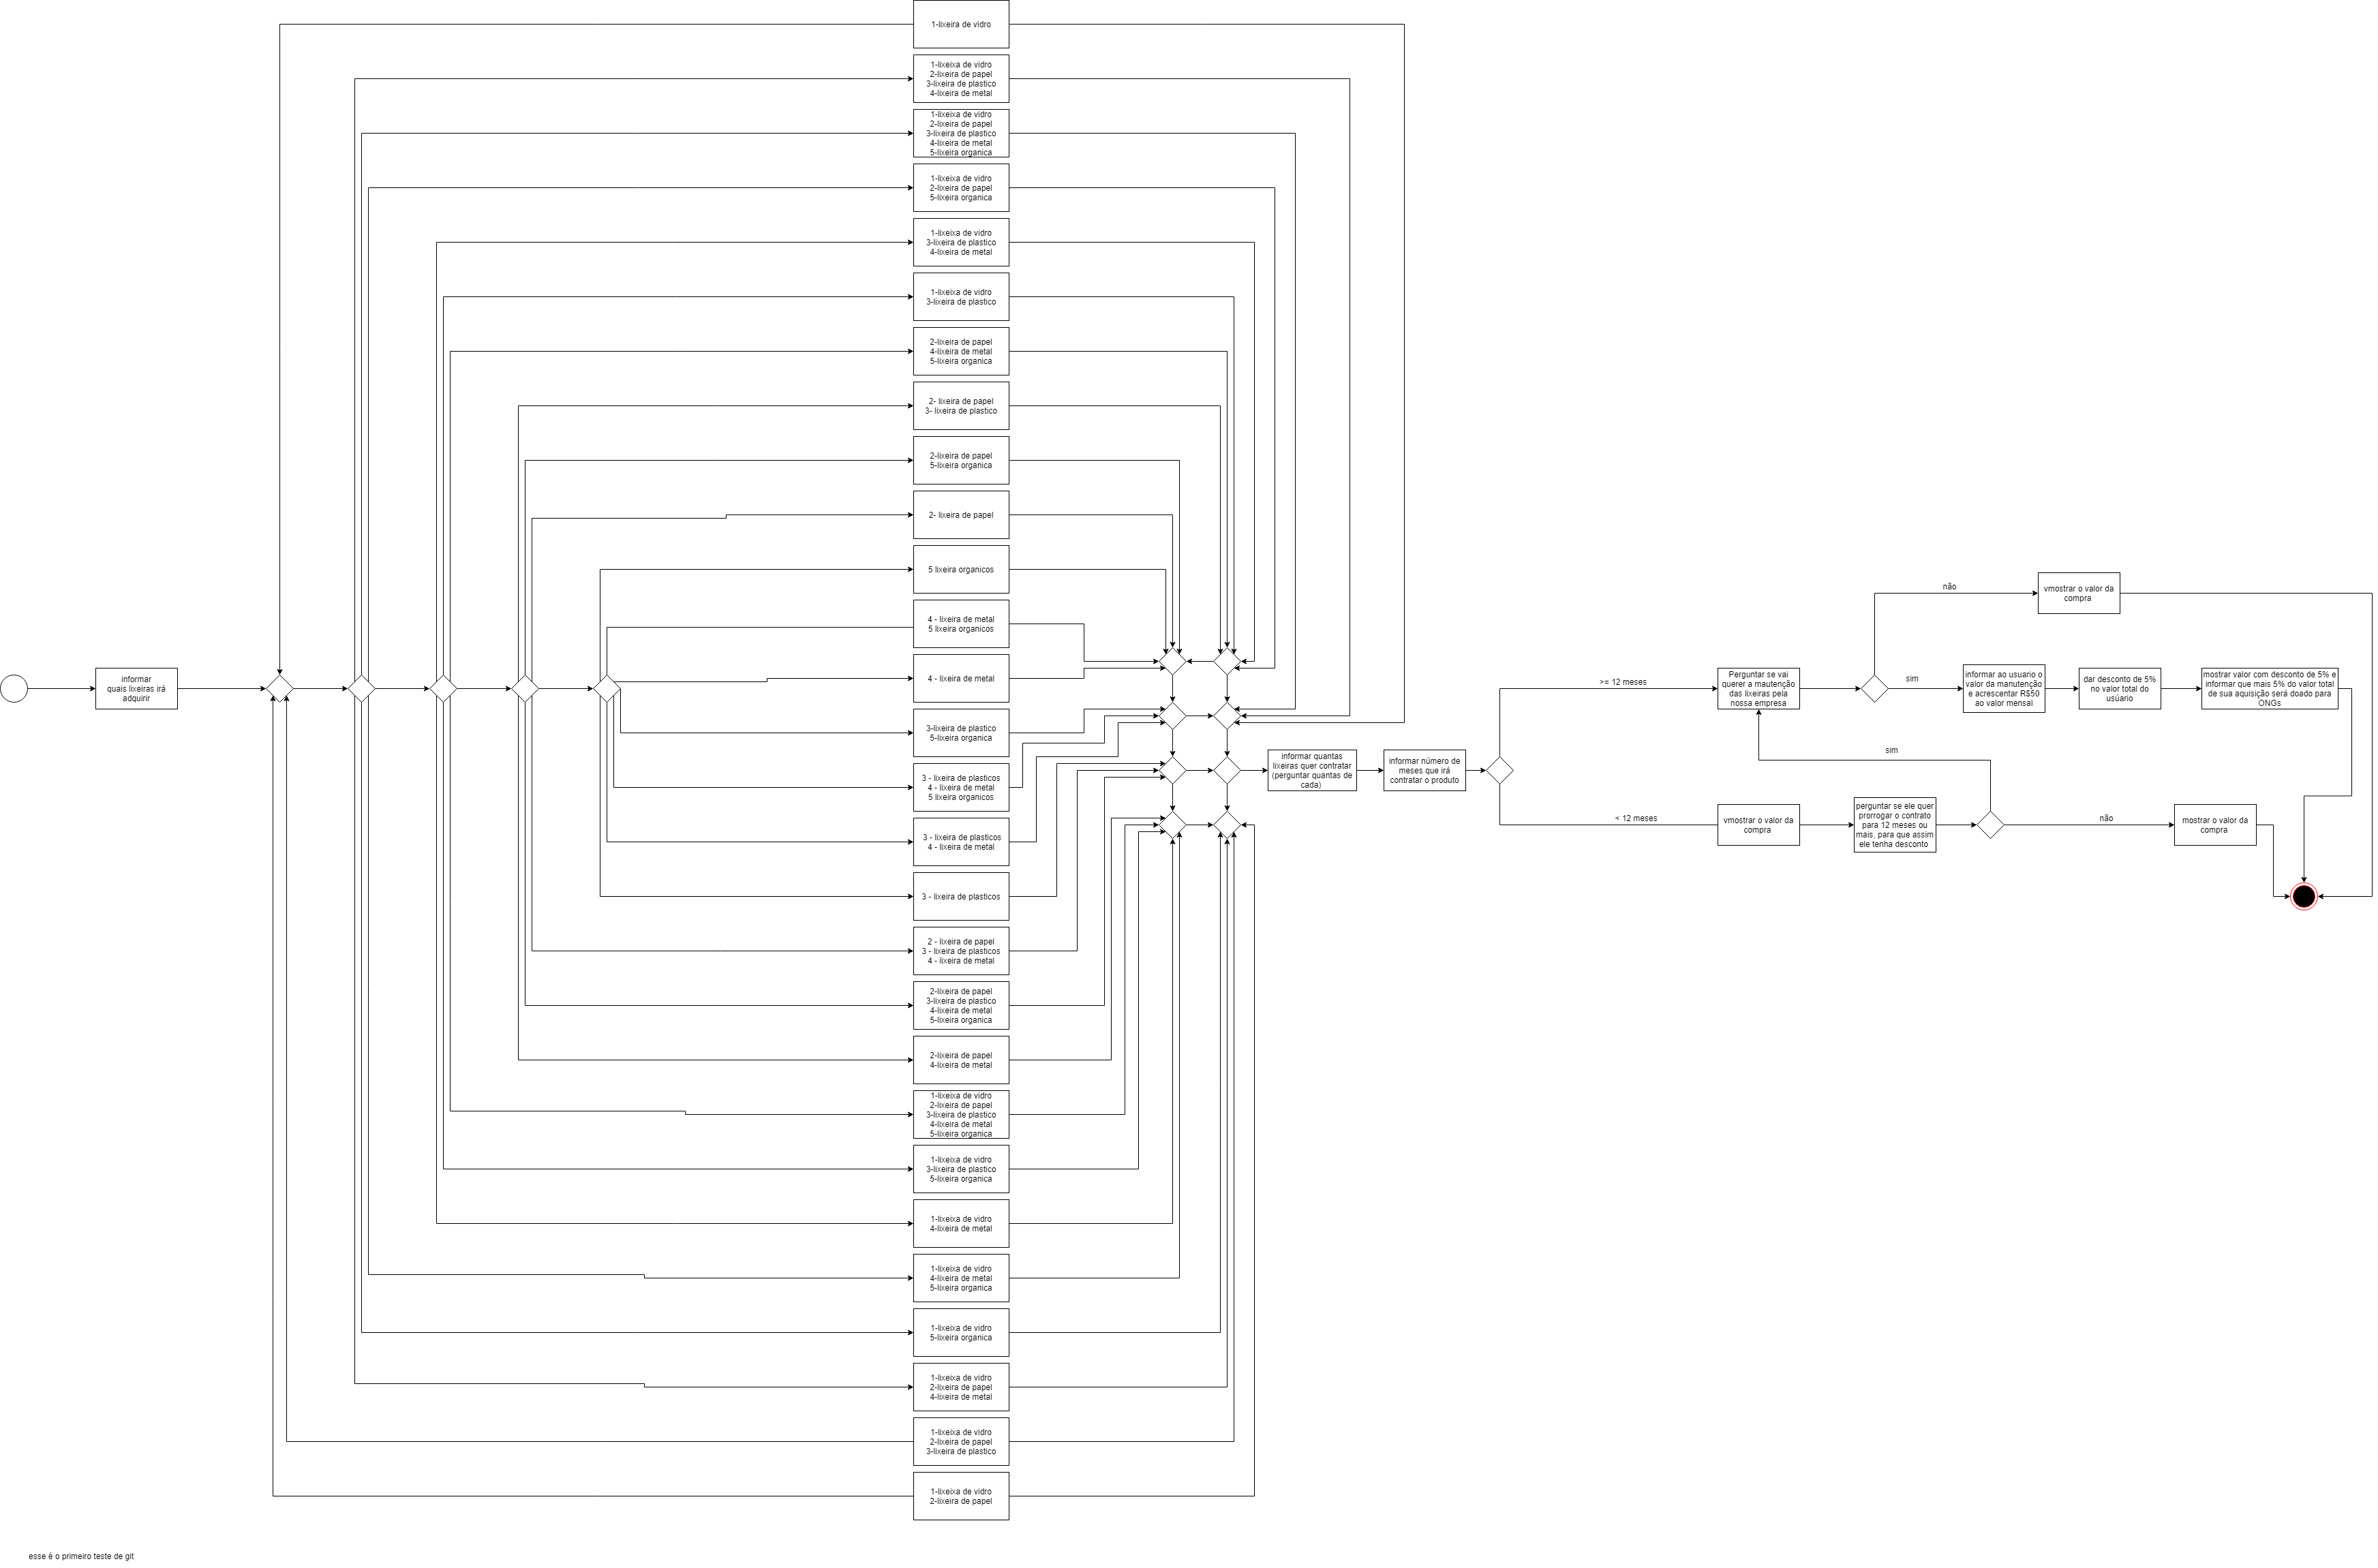 1-lixeira de vidro
1-lixeixa de vidro
2-lixeira de papel
3-lixeira de plastico
4-lixeira de metal
1-lixeixa de vidro
2-lixeira de papel
3-lixeira de plastico
4-lixeira de metal
5-lixeira organica
1-lixeixa de vidro
2-lixeira de papel
5-lixeira organica
1-lixeixa de vidro
3-lixeira de plastico
4-lixeira de metal
1-lixeixa de vidro
3-lixeira de plastico
2-lixeira de papel
4-lixeira de metal
5-lixeira organica
2- lixeira de papel
3- lixeira de plastico
2-lixeira de papel
5-lixeira organica
2- lixeira de papel
5 lixeira organicos
4 - lixeira de metal
5 lixeira organicos
4 - lixeira de metal
3-lixeira de plastico
5-lixeira organica
3 - lixeira de plasticos
4 - lixeira de metal
5 lixeira organicos
3 - lixeira de plasticos
4 - lixeira de metal
3 - lixeira de plasticos
2 - lixeira de papel
3 - lixeira de plasticos
4 - lixeira de metal
2-lixeira de papel
3-lixeira de plastico
4-lixeira de metal
5-lixeira organica
2-lixeira de papel
4-lixeira de metal
1-lixeixa de vidro
2-lixeira de papel
3-lixeira de plastico
4-lixeira de metal
5-lixeira organica
1-lixeixa de vidro
3-lixeira de plastico
5-lixeira organica
1-lixeixa de vidro
4-lixeira de metal
1-lixeixa de vidro
4-lixeira de metal
5-lixeira organica
1-lixeixa de vidro
5-lixeira organica
1-lixeixa de vidro
2-lixeira de papel
4-lixeira de metal
1-lixeixa de vidro
2-lixeira de papel
3-lixeira de plastico
1-lixeixa de vidro
2-lixeira de papel
informar
quais lixeiras irá
adquirir
informar quantas
lixeiras quer contratar
(perguntar quantas de
cada)
informar número de
meses que irá
contratar o produto
>= 12 meses
Perguntar se vai
querer a mautenção
das lixeiras pela
nossa empresa
não
vmostrar o valor da
compra
sim
informar ao usuario o
valor da manutenção
e acrescentar R$50
ao valor mensal
dar desconto de 5%
no valor total do
usúario
mostrar valor com desconto de 5% e
informar que mais 5% do valor total
de sua aquisição será doado para
ONGs
sim
< 12 meses
vmostrar o valor da
compra
perguntar se ele quer
prorrogar o contrato
para 12 meses ou
mais, para que assim
ele tenha desconto
não
mostrar o valor da
compra
esse é o primeiro teste de git